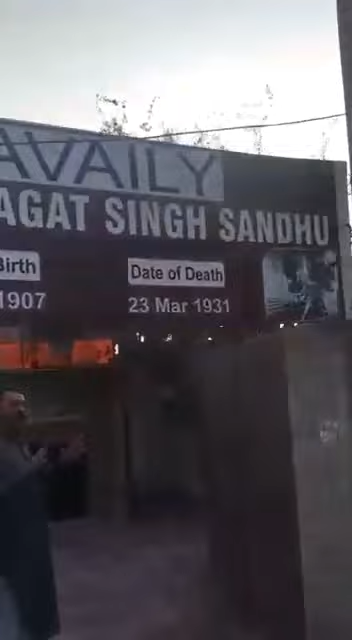 AVAILY
AGAT SINGH SANDHU
Birth
Date of Death
1907
23 Mar 1931